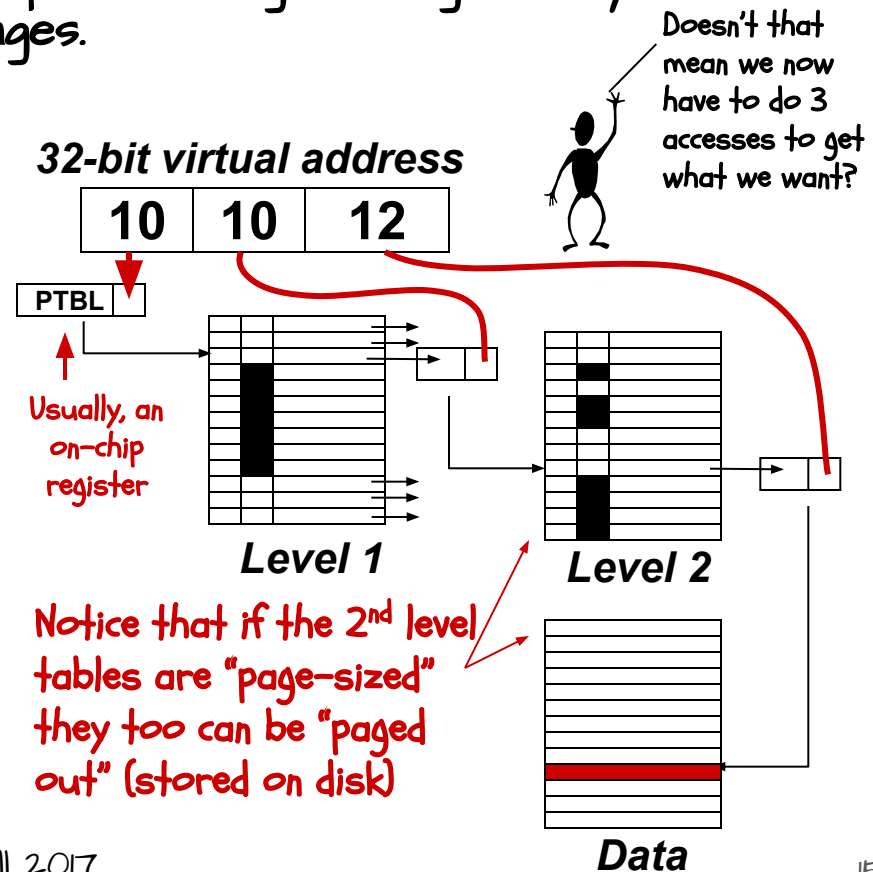 ages.
Doesn't that
mean we now
have to do 3
accesses to get
what we want?
32-bit virtual address
10 10 12
PTBL
Usually, an
on-chip
register
Level 1
Level 2
Notice that if the 2nd level
tables are “page-sized”
they too can be “paged
out” (stored on disk)
Data
2017